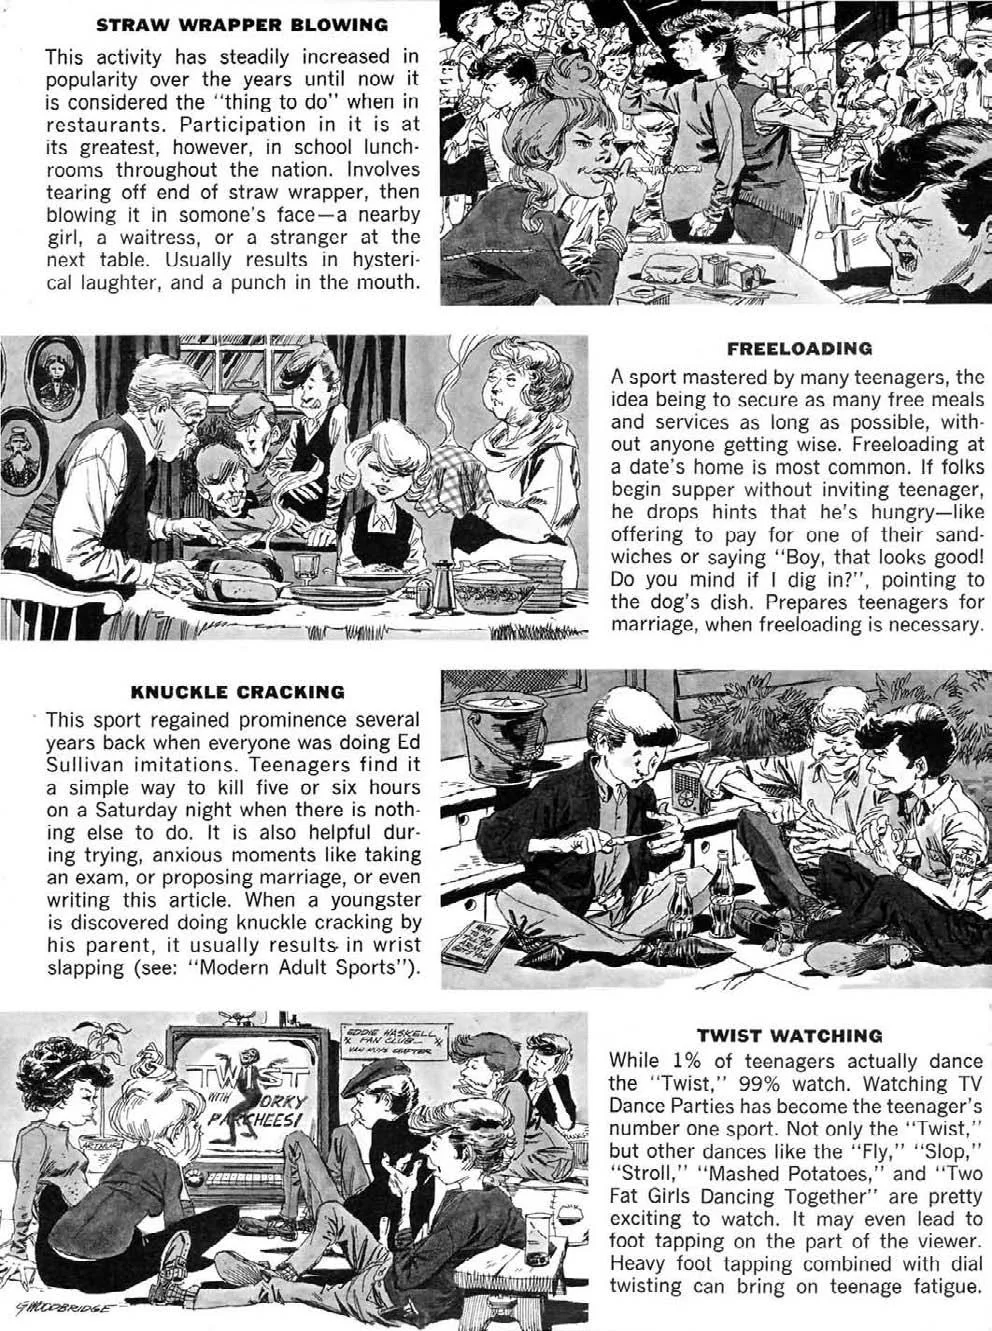 STRAW WRAPPER BLOWING
This activity has steadily increased in
popularity over the years until now it
is considered the "thing to do" when in
restaurants. Participation in it is at
its greatest, however, in school lunch-
rooms throughout the nation. Involves
tearing off end of straw wrapper, then
blowing it in somone's face—a nearby
girl, a waitress, or a stranger at the
next table. Usually results in hysteri-
cal laughter, and a punch in the mouth.
FREELOADING
A sport mastered by many teenagers, the
idea being to secure as many free meals
and services as long as possible, with-
out anyone getting wise. Freeloading at
a date's home is most common. If folks
begin supper without inviting teenager,
he drops hints that he's hungry—like
offering to pay for one of their sand-
wiches or saying "Boy, that looks good!
Do you mind if I dig in?", pointing to
the dog's dish. Prepares teenagers for
marriage, when freeloading is necessary.
KNUCKLE CRACKING
This sport regained prominence several
years back when everyone was doing Ed
Sullivan imitations. Teenagers find it
a simple way to kill five or six hours
on a Saturday night when there is noth-
ing else to do. It is also helpful dur-
ing trying, anxious moments like taking
an exam, or proposing marriage, or even
writing this article. When a youngster
is discovered doing knuckle cracking by
his parent, it usually results in wrist
slapping (see: "Modern Adult Sports").
EDDIE HASKELL
FAN CLUB
VAN NUYS CHAPTER
TWIST
WITH
PORKY
PARCHEESI
ARTHUR
G WOODBRIDGE
TWIST WATCHING
While 1% of teenagers actually dance
the "Twist," 99% watch. Watching TV
Dance Parties has become the teenager's
number one sport. Not only the "Twist,"
but other dances like the "Fly," "Slop,"
"Stroll," "Mashed Potatoes," and "Two
Fat Girls Dancing Together" are pretty
exciting to watch. It may even lead to
foot tapping on the part of the viewer.
Heavy foot tapping combined with dial
twisting can bring on teenage fatigue.